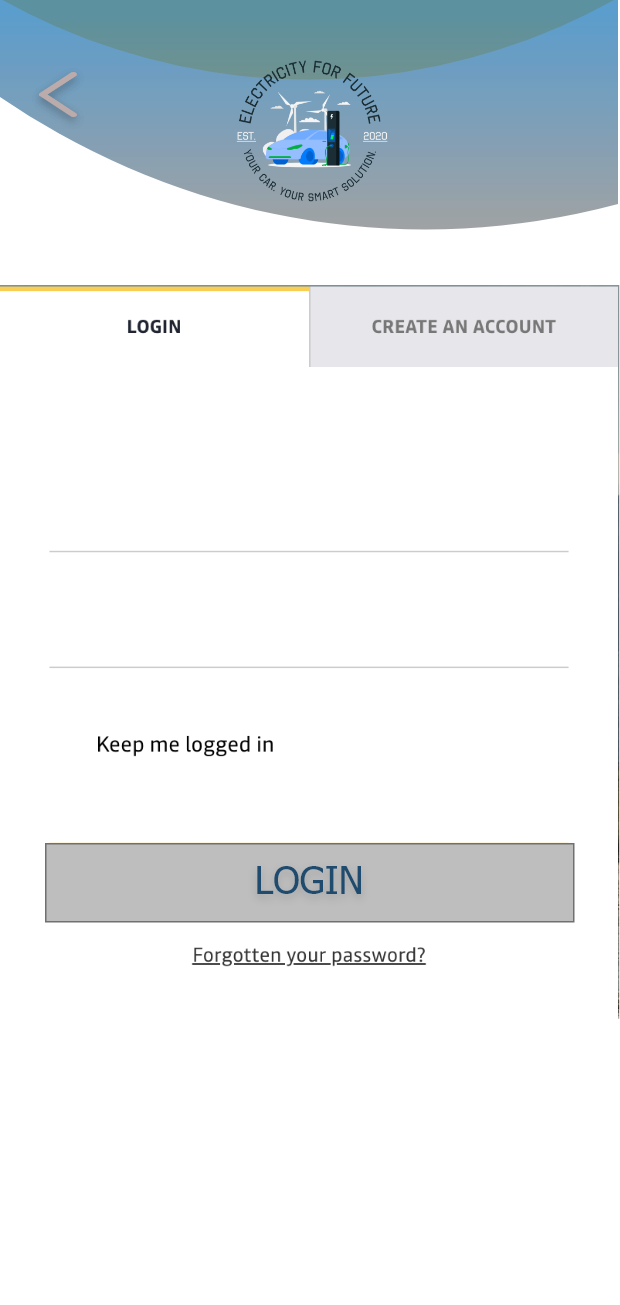 ELECTRICITY FOR FUTURE
EST.
2020
YOUR CAR. YOUR SMART SOLUTION.
LOGIN
CREATE AN ACCOUNT
Keep me logged in
LOGIN
Forgotten your password?